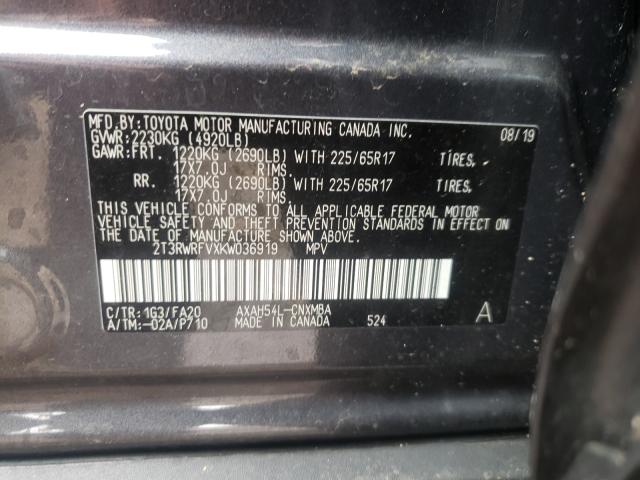 MFD. BY: TOYOTA MOTOR MANUFACTURING CANADA INC. 08/19
GVWR: 2230KG (4920LB)
GAWR: FRT. 1220KG (2690LB) WITH 225/65R17 TIRES,
17X7.0J RIMS.
RR. 1220KG (2690LB) WITH 225/65R17 TIRES,
17X7.0J RIMS.
THIS VEHICLE CONFORMS TO ALL APPLICABLE FEDERAL MOTOR
VEHICLE SAFETY AND THEFT PREVENTION STANDARDS IN EFFECT ON
THE DATE OF MANUFACTURE SHOWN ABOVE.
2T3RWRFVXKW036919 MPV
C/TR: 1G3/FA20 AXAH54L-CNXMBA A
A/TM: -02A/P710 MADE IN CANADA 524